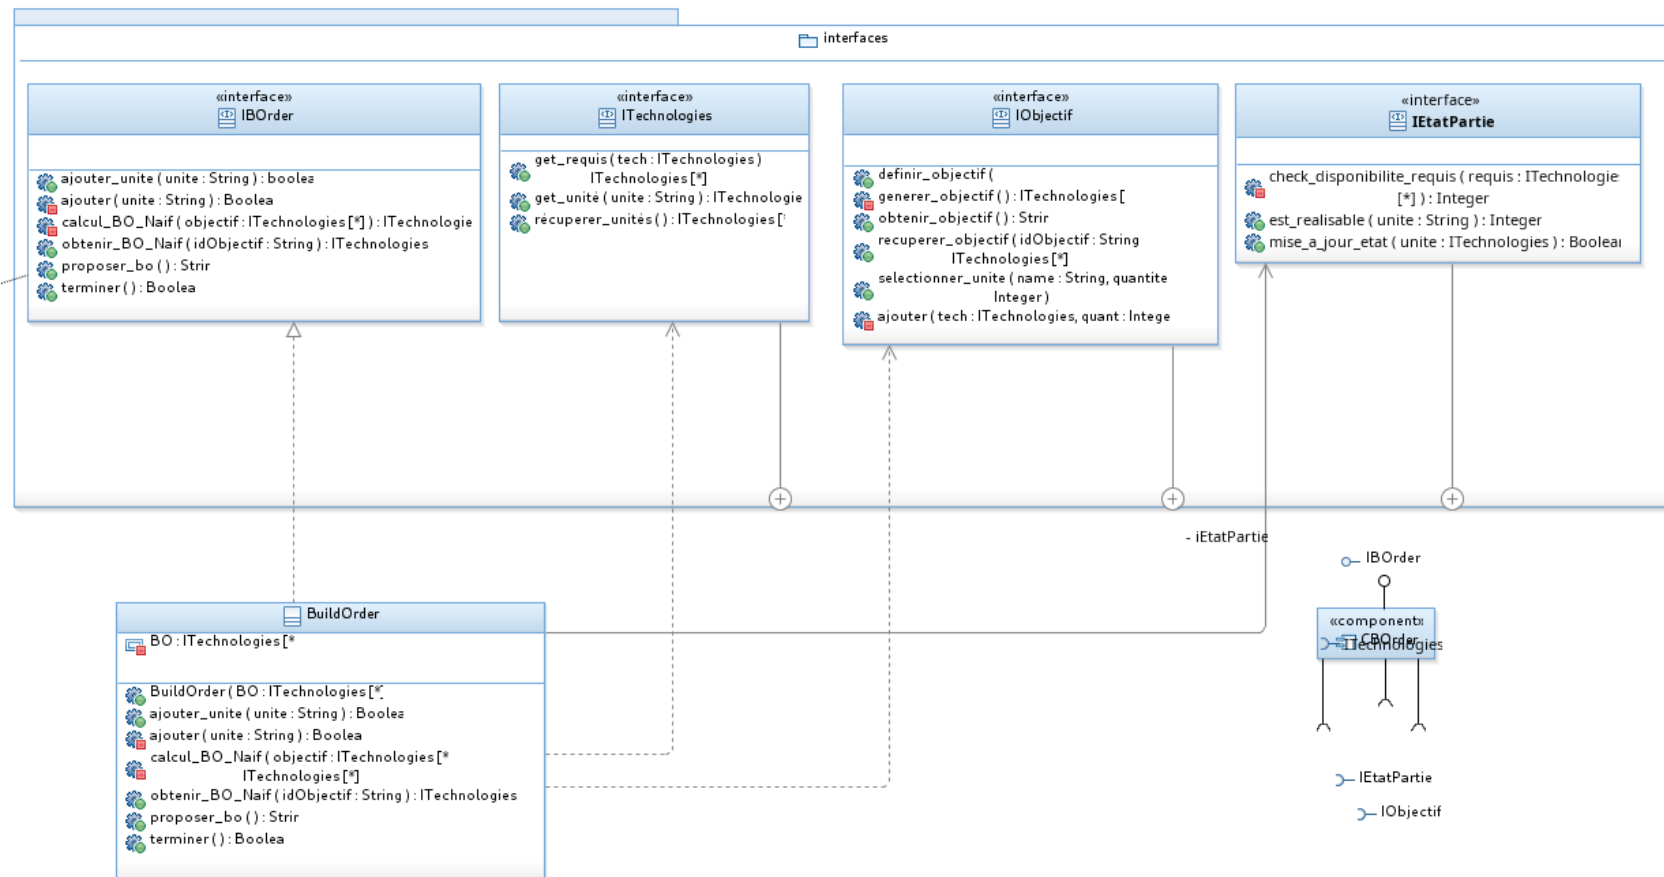 interfaces
«interface»
IBOrder
ajouter_unite ( unite : String ) : boolea
ajouter ( unite : String ) : Boolea
calcul_BO_Naif ( objectif : ITechnologies [*] ) : ITechnologie
obtenir_BO_Naif ( idObjectif : String ) : ITechnologies
proposer_bo ( ) : Strir
terminer ( ) : Boolea
«interface»
ITechnologies
get_requis ( tech : ITechnologies )
ITechnologies [*]
get_unité ( unite : String ) : ITechnologie
récuperer_unités ( ) : ITechnologies [
«interface»
IObjectif
definir_objectif (
generer_objectif ( ) : ITechnologies [
obtenir_objectif ( ) : Strir
recuperer_objectif ( idObjectif : String
ITechnologies [*]
selectionner_unite ( name : String, quantite
Integer )
ajouter ( tech : ITechnologies, quant : Intege
«interface»
IEtatPartie
check_disponibilite_requis ( requis : ITechnologie
[*] ) : Integer
est_realisable ( unite : String ) : Integer
mise_a_jour_etat ( unite : ITechnologies ) : Boolear
- iEtatPartie
BuildOrder
BO : ITechnologies [*
BuildOrder ( BO : ITechnologies [*]
ajouter_unite ( unite : String ) : Boolea
ajouter ( unite : String ) : Boolea
calcul_BO_Naif ( objectif : ITechnologies [*
ITechnologies [*]
obtenir_BO_Naif ( idObjectif : String ) : ITechnologies
proposer_bo ( ) : Strir
terminer ( ) : Boolea
IBOrder
«component»
CBOrder
ITechnologies
IEtatPartie
IObjectif